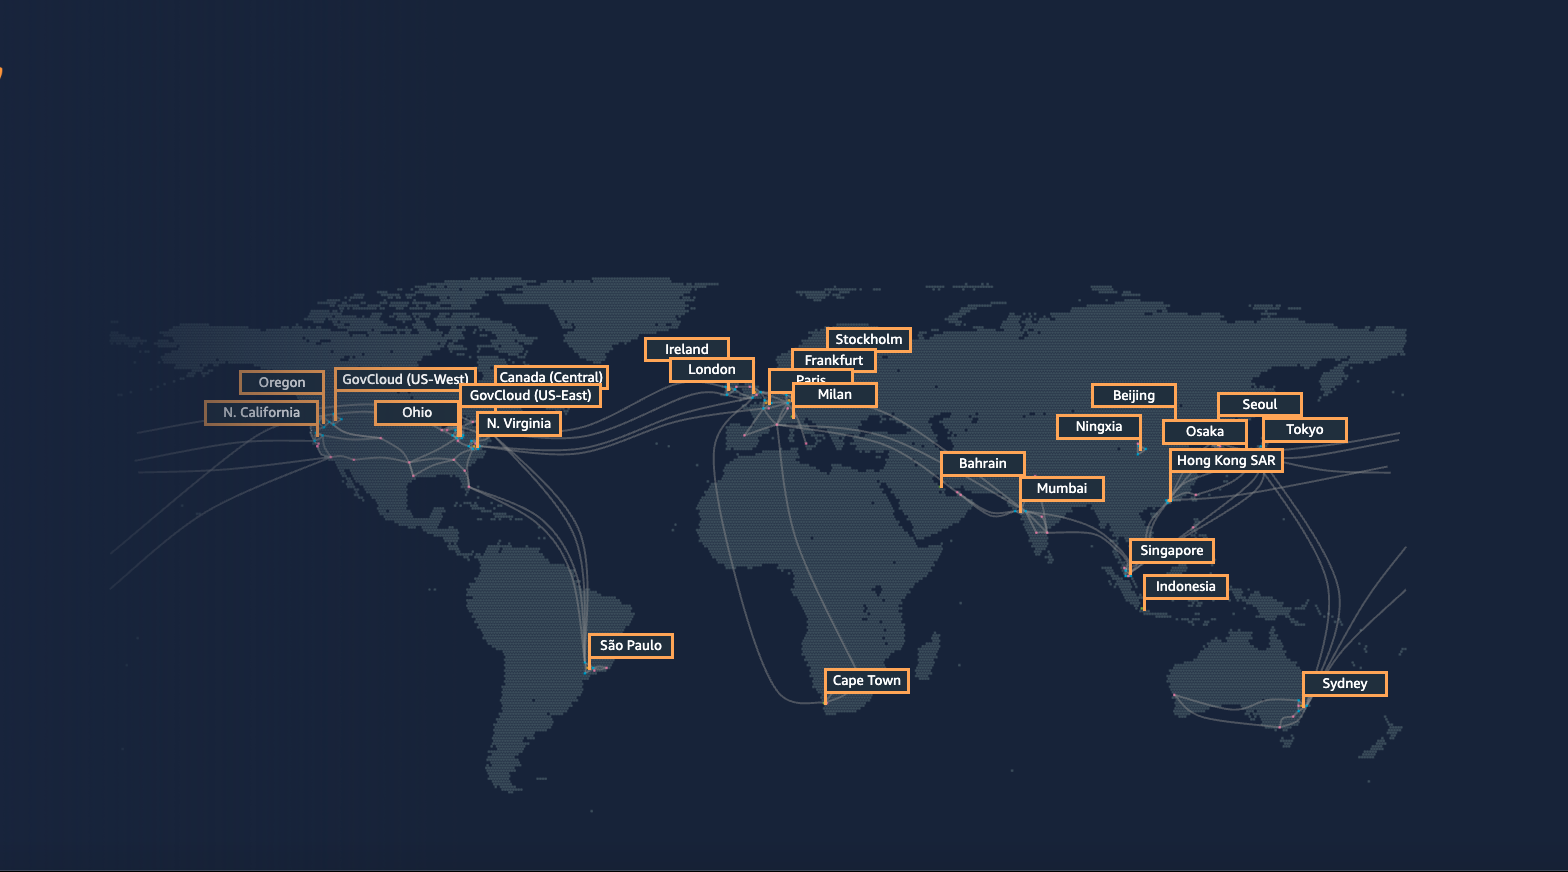 Stockholm
Ireland
Frankfurt
London
Paris
Milan
Oregon
GovCloud (US-West)
Canada (Central)
GovCloud (US-East)
N. California
Ohio
N. Virginia
Beijing
Seoul
Ningxia
Osaka
Tokyo
Hong Kong SAR
Bahrain
Mumbai
Singapore
Indonesia
São Paulo
Cape Town
Sydney